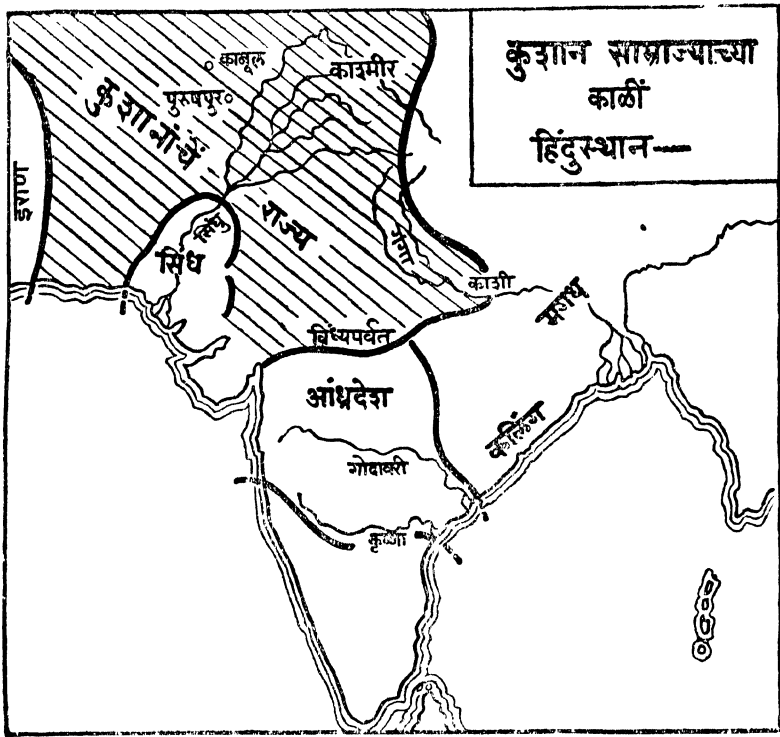 कुशान साम्राज्याच्या
काळीं
हिंदुस्थान—
काबूल
काश्मीर
पुरुषपुर
कुशानांचें
राज्य
इराण
सिंधु
सिंध
गंगा
काशी
मगध
विंध्यपर्वत
आंध्रदेश
कलिंग
गोदावरी
कृष्णा